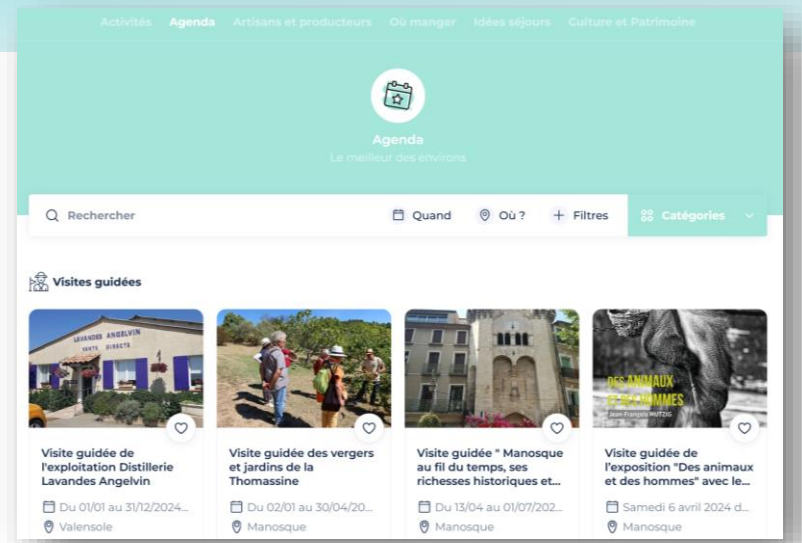 Activités Agenda Artisans et producteurs Où manger Idées séjours Culture et Patrimoine
Agenda
Le meilleur des environs
Rechercher Quand Où ? Filtres Catégories
Visites guidées
LAVANDES ANGELVIN
VENTE DIRECTE
DES ANIMAUX
ET DES HOMMES
Jean-François MUTZIG
Visite guidée de
l'exploitation Distillerie
Lavandes Angelvin
Du 01/01 au 31/12/2024...
Valensole
Visite guidée des vergers
et jardins de la
Thomassine
Du 02/01 au 30/04/20...
Manosque
Visite guidée " Manosque
au fil du temps, ses
richesses historiques et...
Du 13/04 au 01/07/202...
Manosque
Visite guidée de
l'exposition "Des animaux
et des hommes" avec le...
Samedi 6 avril 2024 d...
Manosque